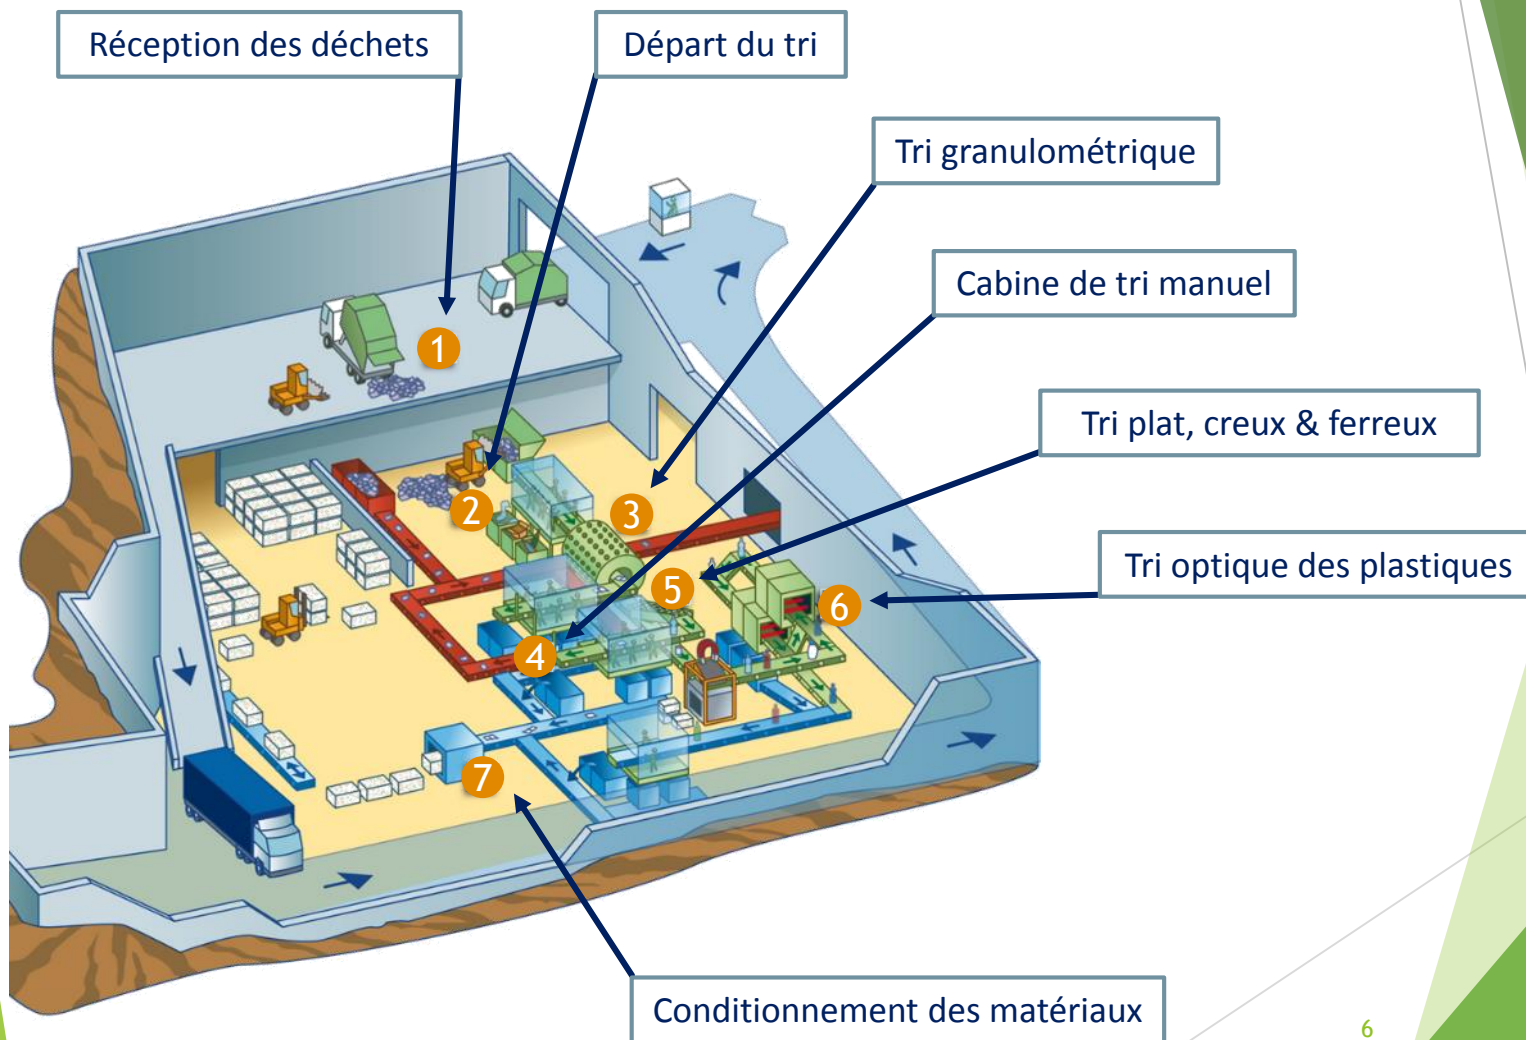 Réception des déchets
Départ du tri
Tri granulométrique
Cabine de tri manuel
Tri plat, creux & ferreux
Tri optique des plastiques
1
2
3
5
6
4
7
Conditionnement des matériaux
6